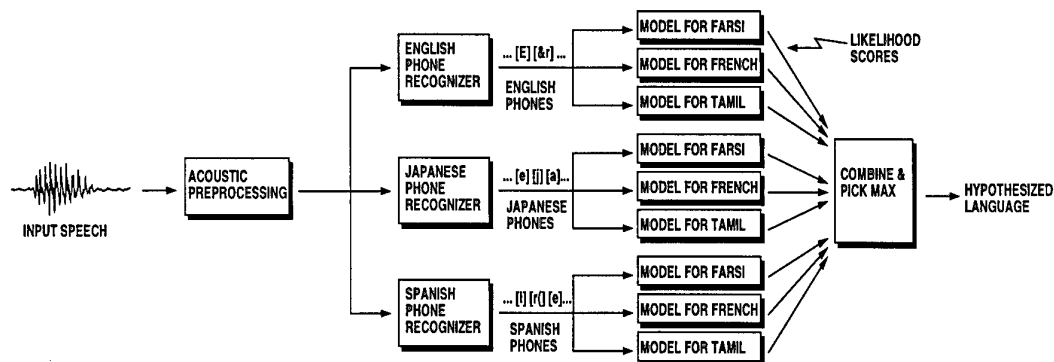 INPUT SPEECH
ACOUSTIC
PREPROCESSING
ENGLISH
PHONE
RECOGNIZER
... [E] [&r] ...
ENGLISH
PHONES
MODEL FOR FARSI
MODEL FOR FRENCH
MODEL FOR TAMIL
LIKELIHOOD
SCORES
JAPANESE
PHONE
RECOGNIZER
... [e] [j] [a]...
JAPANESE
PHONES
MODEL FOR FARSI
MODEL FOR FRENCH
MODEL FOR TAMIL
SPANISH
PHONE
RECOGNIZER
... [l] [r(] [e]...
SPANISH
PHONES
MODEL FOR FARSI
MODEL FOR FRENCH
MODEL FOR TAMIL
COMBINE &
PICK MAX
HYPOTHESIZED
LANGUAGE